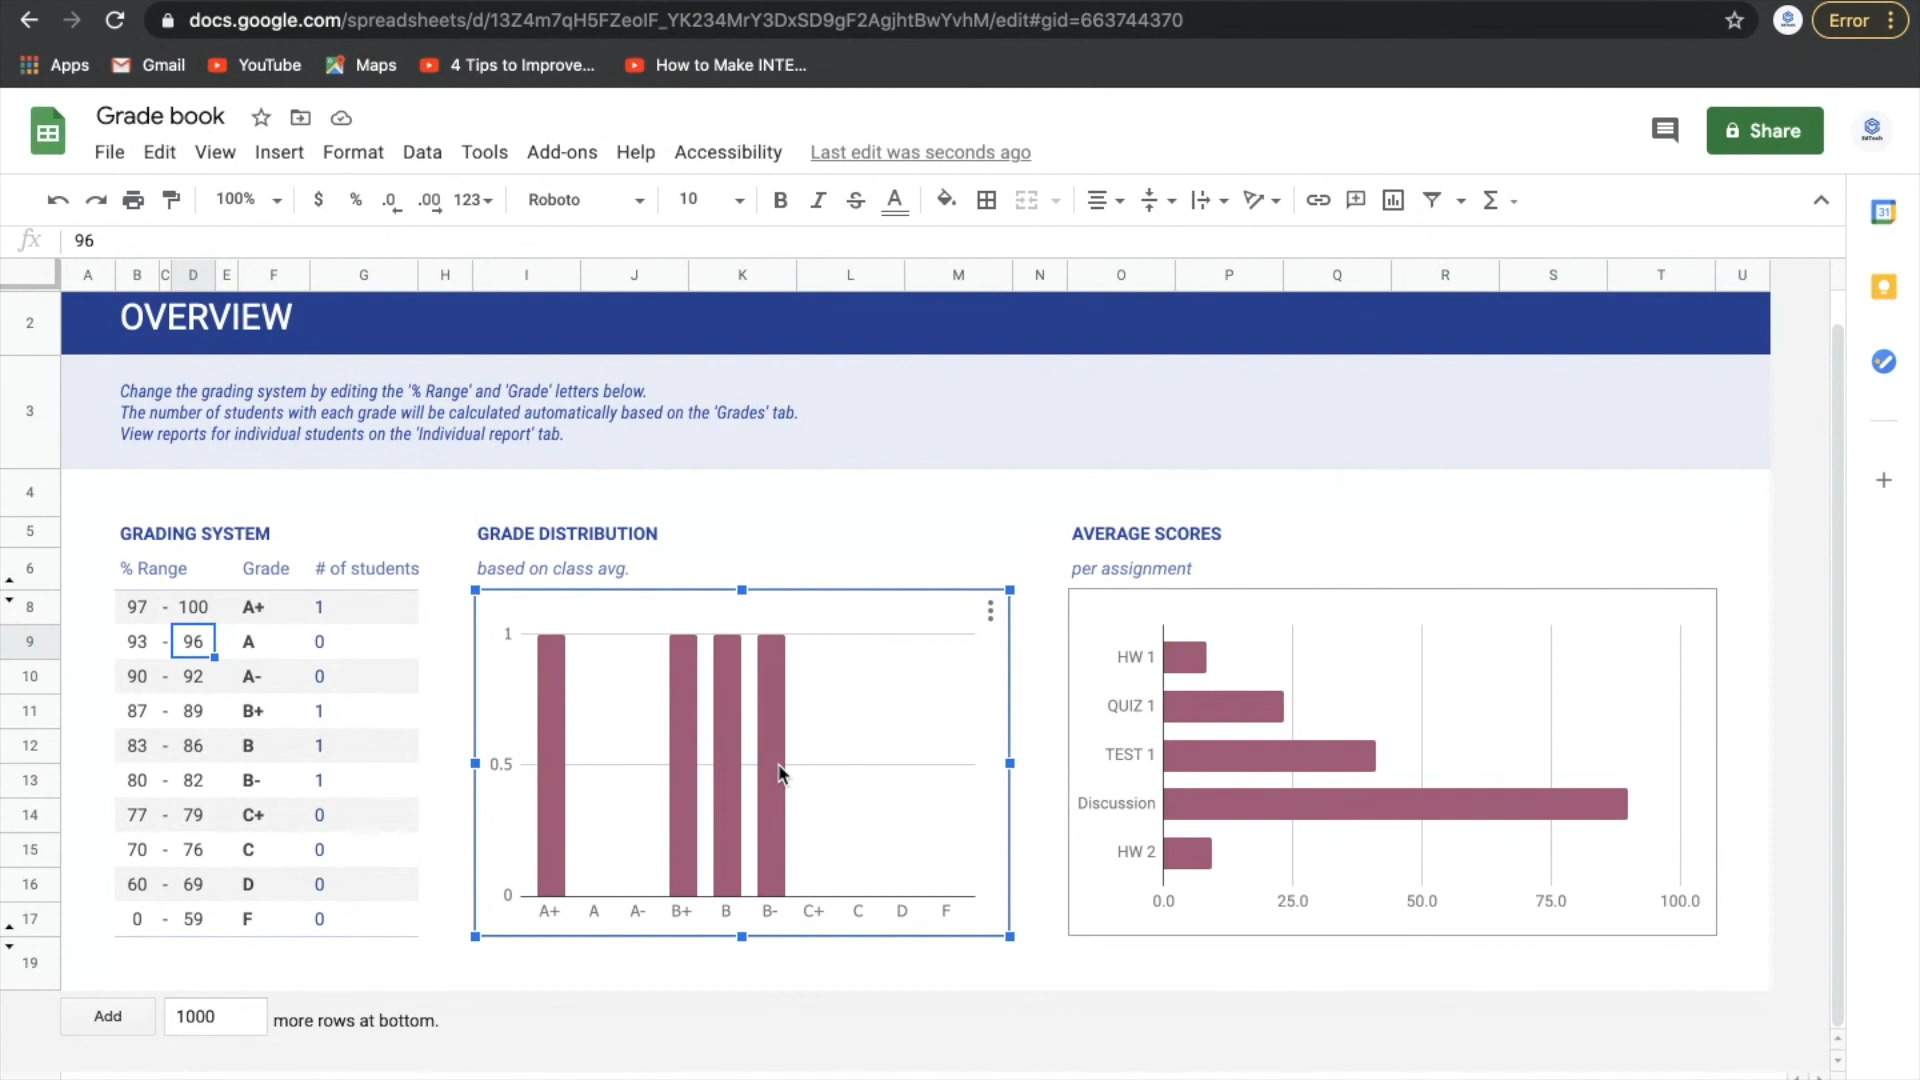 docs.google.com/spreadsheets/d/13Z4m7qH5FZeoIF_YK234MrY3DxSD9gF2AgjhtBwYvhM/edit#gid=663744370
Error
Apps Gmail YouTube Maps 4 Tips to Improve... How to Make INTE...
Grade book
Share
File Edit View Insert Format Data Tools Add-ons Help Accessibility Last edit was seconds ago
100% $ % .0 .00 123 Roboto 10 B I S A Σ
31
fx 96
A B C D E F G H I J K L M N O P Q R S T U
2 OVERVIEW
3
Change the grading system by editing the '% Range' and 'Grade' letters below.
The number of students with each grade will be calculated automatically based on the 'Grades' tab.
View reports for individual students on the 'Individual report' tab.
4
5 GRADING SYSTEM GRADE DISTRIBUTION AVERAGE SCORES
6 % Range Grade # of students based on class avg. per assignment
8 97 - 100 A+ 1
9 93 - 96 A 0
10 90 - 92 A- 0
11 87 - 89 B+ 1
12 83 - 86 B 1
13 80 - 82 B- 1
14 77 - 79 C+ 0
15 70 - 76 C 0
16 60 - 69 D 0
17 0 - 59 F 0
19
1
0.5
0
A+ A A- B+ B B- C+ C D F
HW 1
QUIZ 1
TEST 1
Discussion
HW 2
0.0 25.0 50.0 75.0 100.0
Add 1000 more rows at bottom.